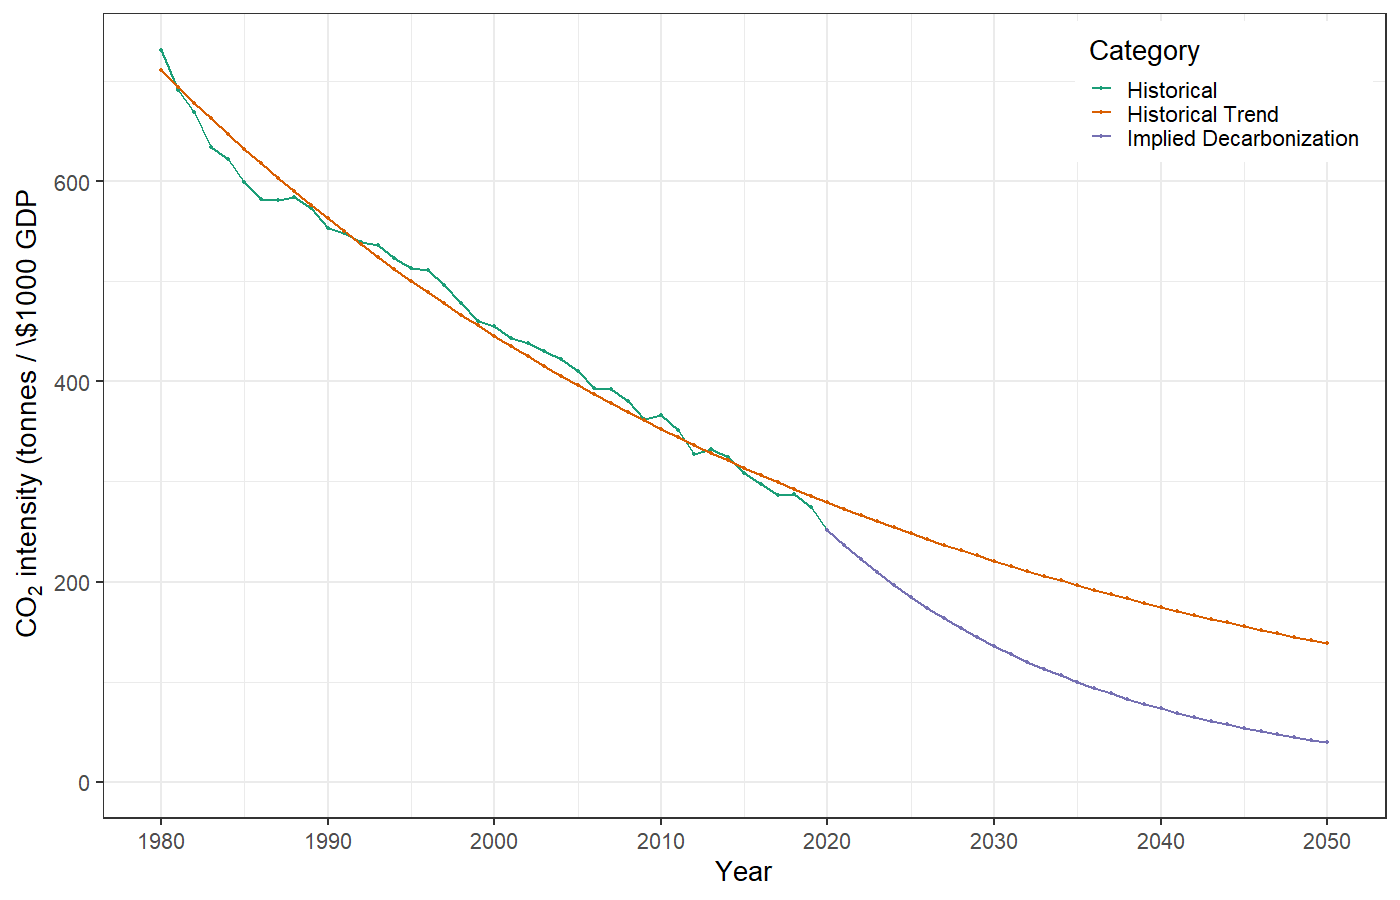 Category
Historical
Historical Trend
Implied Decarbonization
CO₂ intensity (tonnes / \$1000 GDP
600
400
200
0
1980 1990 2000 2010 2020 2030 2040 2050
Year